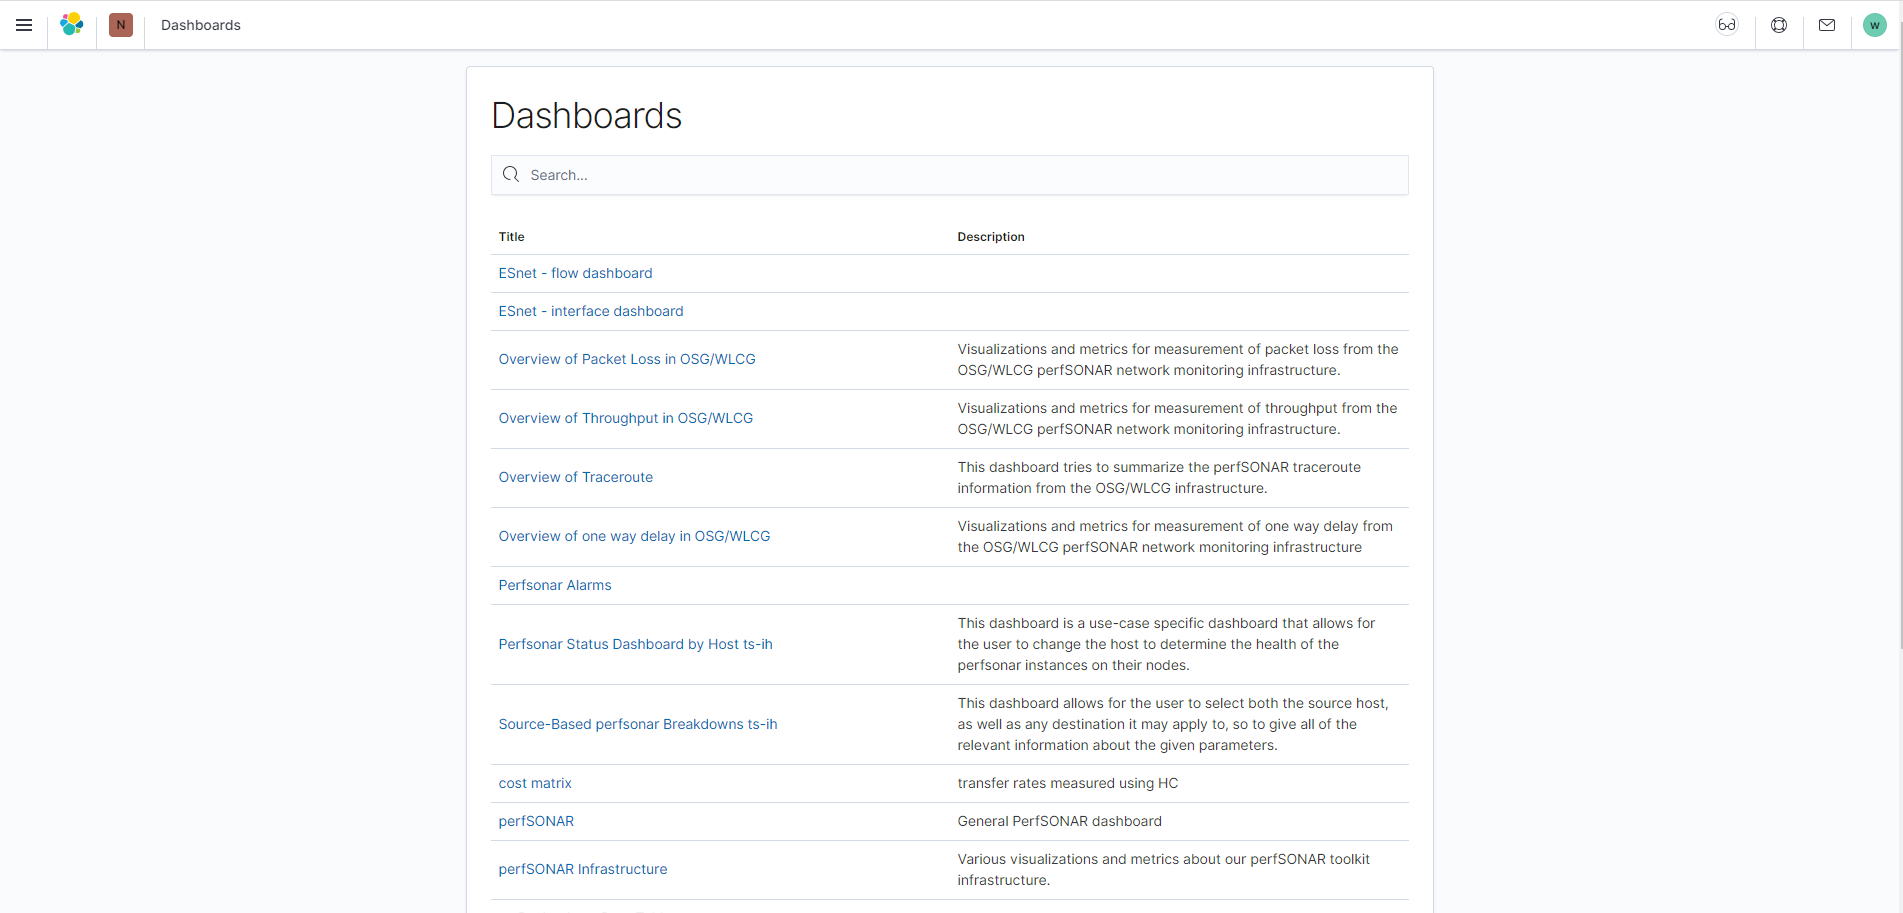 N
Dashboards
w
Dashboards
Search...
Title Description
ESnet - flow dashboard
ESnet - interface dashboard
Overview of Packet Loss in OSG/WLCG
Visualizations and metrics for measurement of packet loss from the
OSG/WLCG perfSONAR network monitoring infrastructure.
Overview of Throughput in OSG/WLCG
Visualizations and metrics for measurement of throughput from the
OSG/WLCG perfSONAR network monitoring infrastructure.
Overview of Traceroute
This dashboard tries to summarize the perfSONAR traceroute
information from the OSG/WLCG infrastructure.
Overview of one way delay in OSG/WLCG
Visualizations and metrics for measurement of one way delay from
the OSG/WLCG perfSONAR network monitoring infrastructure
Perfsonar Alarms
Perfsonar Status Dashboard by Host ts-ih
This dashboard is a use-case specific dashboard that allows for
the user to change the host to determine the health of the
perfsonar instances on their nodes.
Source-Based perfsonar Breakdowns ts-ih
This dashboard allows for the user to select both the source host,
as well as any destination it may apply to, so to give all of the
relevant information about the given parameters.
cost matrix transfer rates measured using HC
perfSONAR General PerfSONAR dashboard
perfSONAR Infrastructure
Various visualizations and metrics about our perfSONAR toolkit
infrastructure.